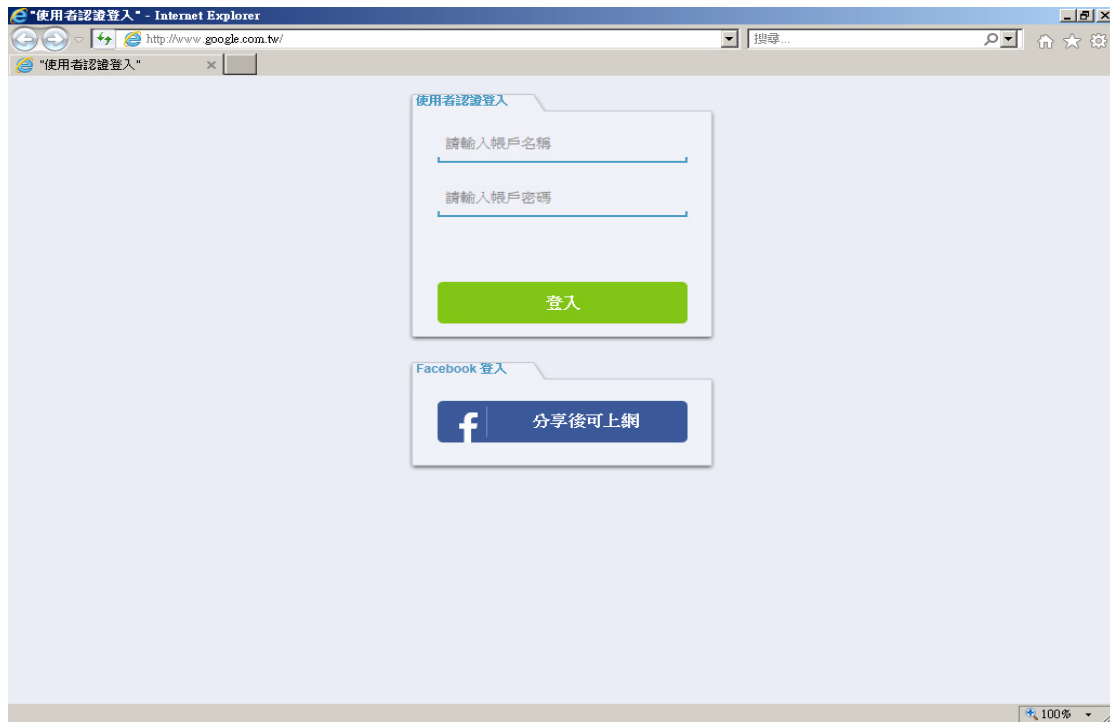 "使用者認證登入" - Internet Explorer
http://www.google.com.tw/
搜尋...
"使用者認證登入"
使用者認證登入
請輸入帳戶名稱
請輸入帳戶密碼
登入
Facebook 登入
f 分享後可上網
100%